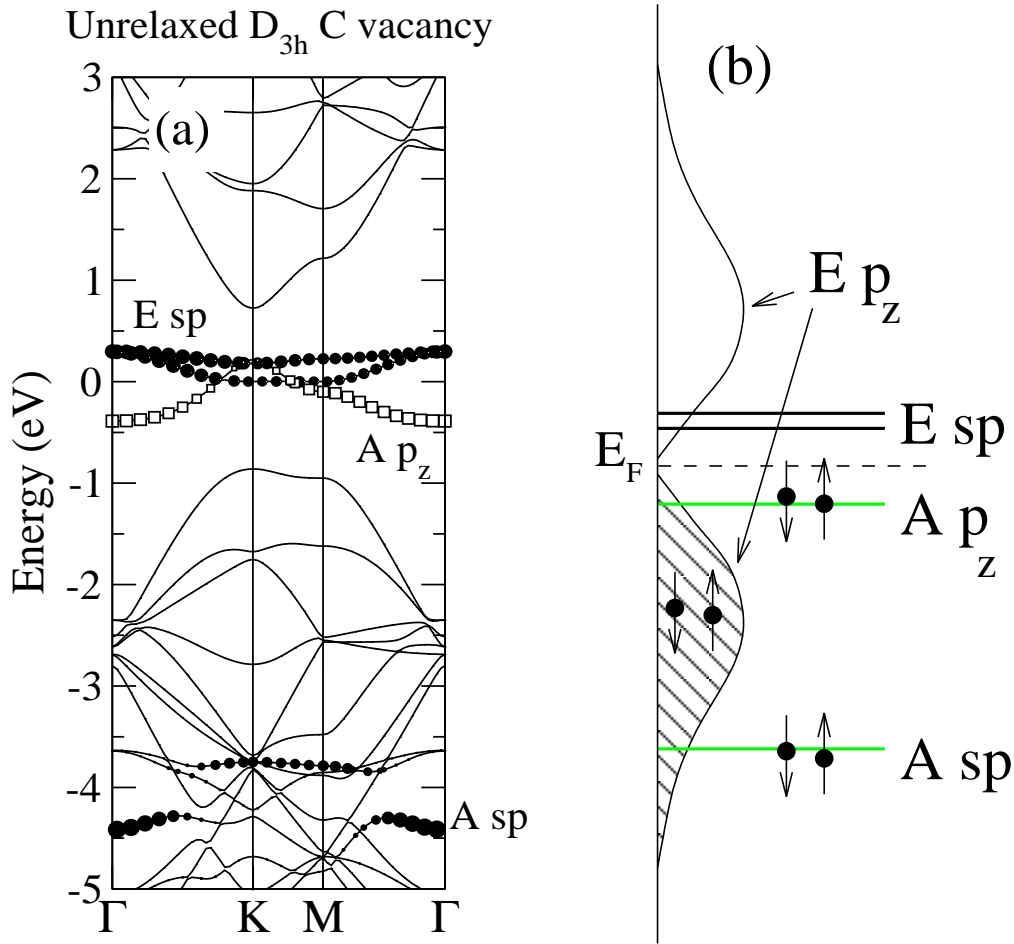 Unrelaxed D3h C vacancy
(a)
(b)
3
2
1
0
-1
-2
-3
-4
-5
Energy (eV)
E sp
A pz
A sp
Γ K M Γ
E pz
E sp
EF
A pz
A sp